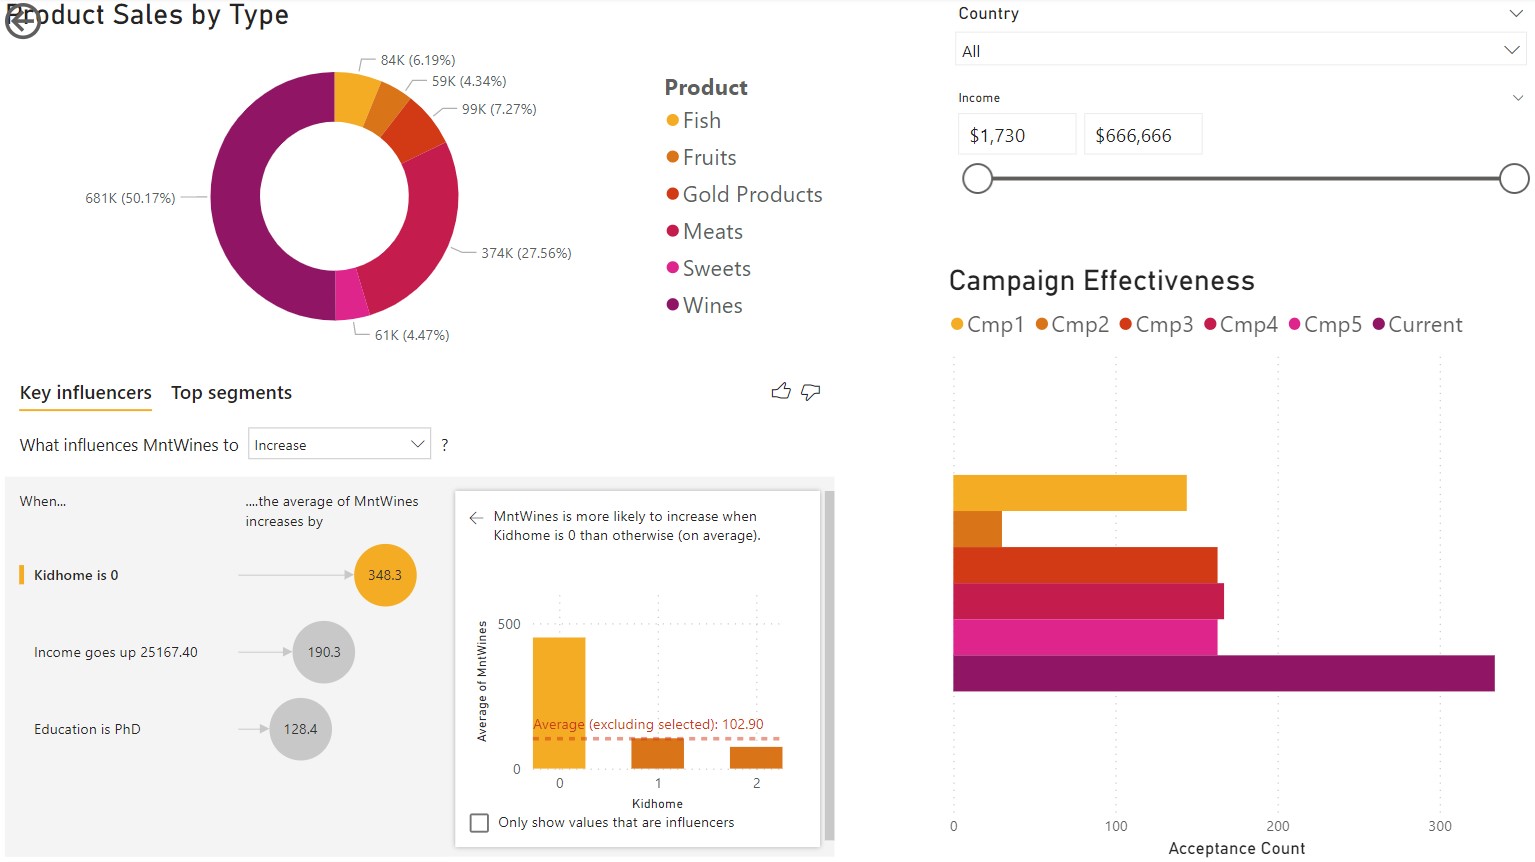 Product Sales by Type
84K (6.19%)
59K (4.34%)
99K (7.27%)
681K (50.17%)
374K (27.56%)
61K (4.47%)
Product
Fish
Fruits
Gold Products
Meats
Sweets
Wines
Country
All
Income
$1,730 $666,666
Key influencers Top segments
What influences MntWines to Increase ?
When...
....the average of MntWines
increases by
Kidhome is 0 348.3
Income goes up 25167.40 190.3
Education is PhD 128.4
MntWines is more likely to increase when
Kidhome is 0 than otherwise (on average).
Average of MntWines
500
Average (excluding selected): 102.90
0
0 1 2
Kidhome
Only show values that are influencers
Campaign Effectiveness
Cmp1 Cmp2 Cmp3 Cmp4 Cmp5 Current
0 100 200 300
Acceptance Count